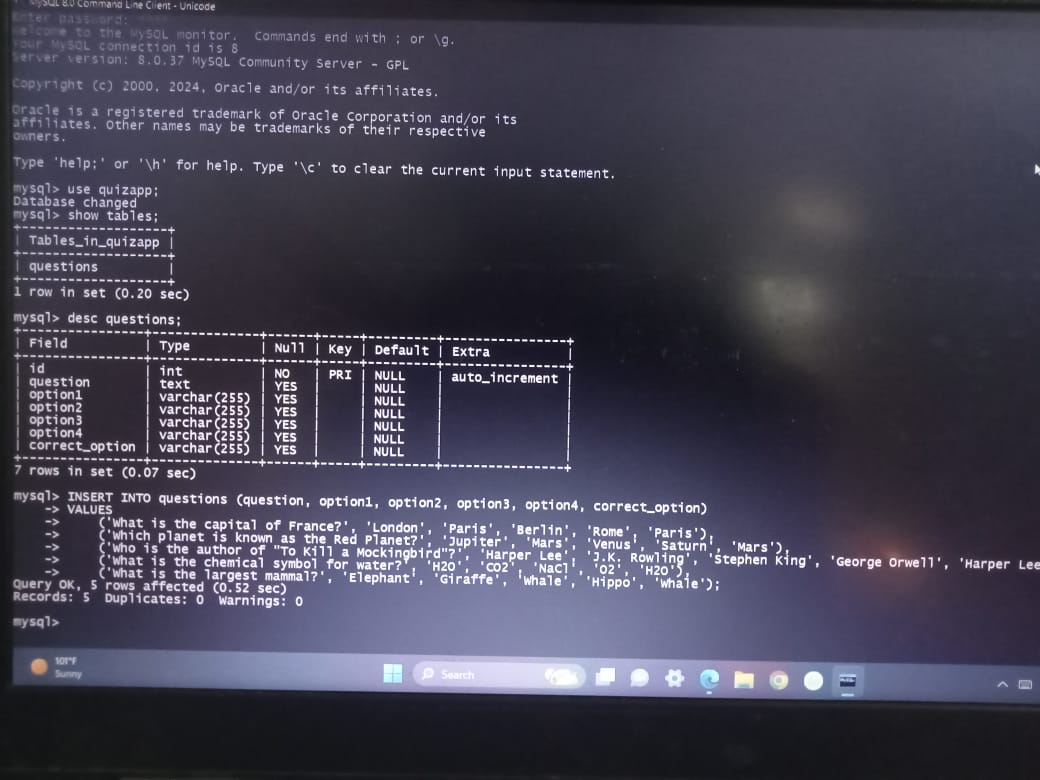 MySQL 8.0 Command Line Client - Unicode
Enter password: ****
Welcome to the MySQL monitor.  Commands end with ; or \g.
Your MySQL connection id is 8
Server version: 8.0.37 MySQL Community Server - GPL
Copyright (c) 2000, 2024, Oracle and/or its affiliates.
Oracle is a registered trademark of Oracle Corporation and/or its
affiliates. Other names may be trademarks of their respective
owners.
Type 'help;' or '\h' for help. Type '\c' to clear the current input statement.
mysql> use quizapp;
Database changed
mysql> show tables;
+-------------------+
| Tables_in_quizapp |
+-------------------+
| questions         |
+-------------------+
1 row in set (0.20 sec)
mysql> desc questions;
+----------------+--------------+------+-----+---------+----------------+
| Field          | Type         | Null | Key | Default | Extra          |
+----------------+--------------+------+-----+---------+----------------+
| id             | int          | NO   | PRI | NULL    | auto_increment |
| question       | text         | YES  |     | NULL    |                |
| option1        | varchar(255) | YES  |     | NULL    |                |
| option2        | varchar(255) | YES  |     | NULL    |                |
| option3        | varchar(255) | YES  |     | NULL    |                |
| option4        | varchar(255) | YES  |     | NULL    |                |
| correct_option | varchar(255) | YES  |     | NULL    |                |
+----------------+--------------+------+-----+---------+----------------+
7 rows in set (0.07 sec)
mysql> INSERT INTO questions (question, option1, option2, option3, option4, correct_option)
    -> VALUES
    ->     ('What is the capital of France?', 'London', 'Paris', 'Berlin', 'Rome', 'Paris'),
    ->     ('Which planet is known as the Red Planet?', 'Jupiter', 'Mars', 'Venus', 'Saturn', 'Mars'),
    ->     ('Who is the author of "To Kill a Mockingbird"?', 'Harper Lee', 'J.K. Rowling', 'Stephen King', 'George Orwell', 'Harper Lee
    ->     ('What is the chemical symbol for water?', 'H2O', 'CO2', 'NaCl', 'O2', 'H2O'),
    ->     ('What is the largest mammal?', 'Elephant', 'Giraffe', 'Whale', 'Hippo', 'Whale');
Query OK, 5 rows affected (0.52 sec)
Records: 5  Duplicates: 0  Warnings: 0
mysql>
101°F
Sunny
Search